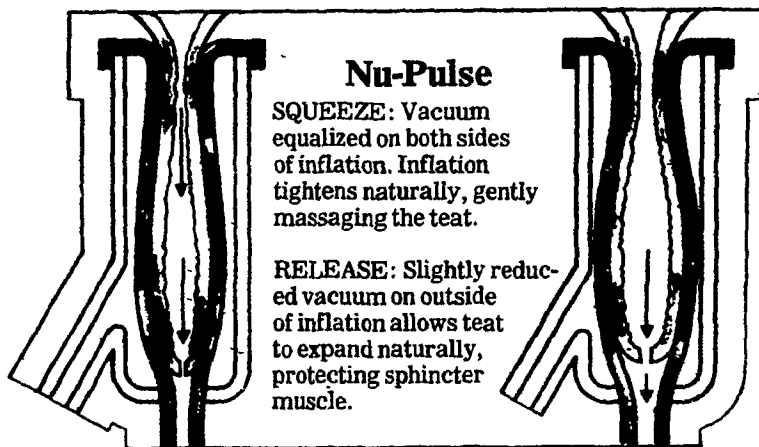 Nu-Pulse
SQUEEZE: Vacuum
equalized on both sides
of inflation. Inflation
tightens naturally, gently
massaging the teat.
RELEASE: Slightly reduc-
ed vacuum on outside
of inflation allows teat
to expand naturally,
protecting sphincter
muscle.